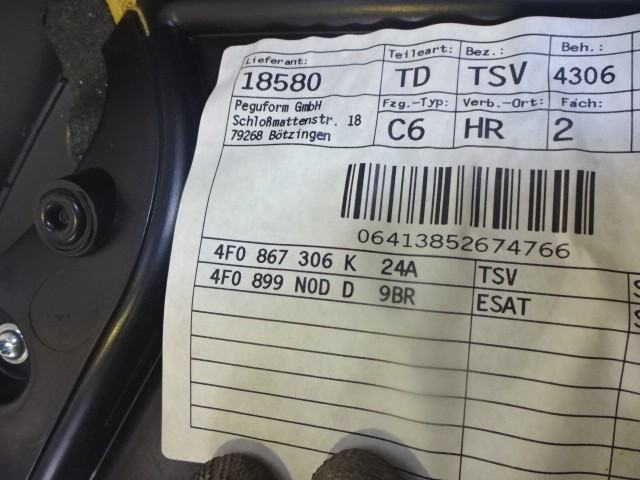 Lieferant: Teileart: Bez.: Beh.:
18580 TD TSV 4306
Peguform GmbH
Schloßmattenstr. 18
79268 Bötzingen
Fzg.-Typ: Verb.-Ort: Fach:
C6 HR 2
06413852674766
4F0 867 306 K 24A TSV
4F0 899 N0D D 9BR ESAT